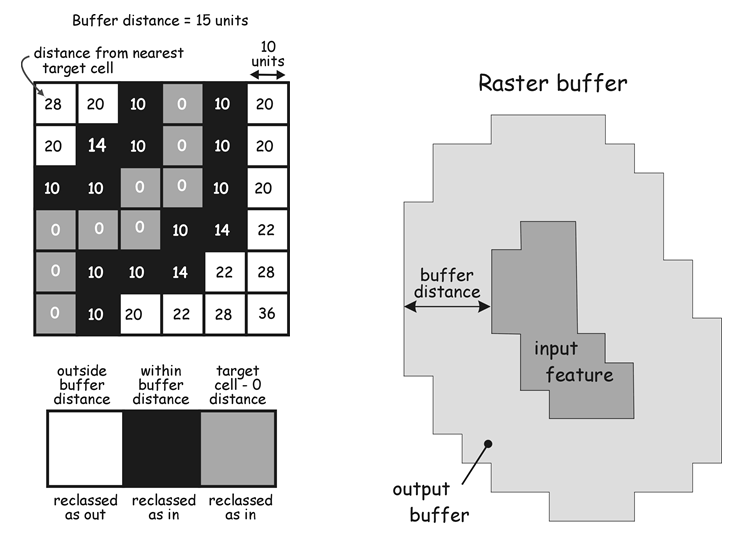 Buffer distance = 15 units
distance from nearest
target cell
10
units
28 20 10 0 10 20
20 14 10 0 10 20
10 10 0 0 10 20
0 0 0 10 14 22
0 10 10 14 22 28
0 10 20 22 28 36
outside
buffer
distance
within
buffer
distance
target
cell - 0
distance
reclassed
as out
reclassed
as in
reclassed
as in
Raster buffer
buffer
distance
input
feature
output
buffer